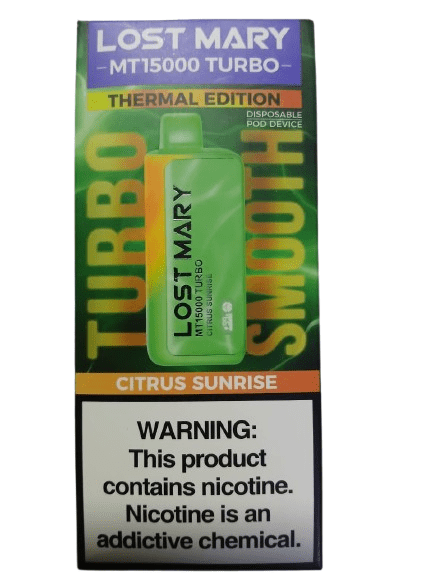 LOST MARY
MT15000 TURBO
THERMAL EDITION
DISPOSABLE
POD DEVICE
TURBO
SMOOTH
LOST MARY
MT15000 TURBO
CITRUS SUNRISE
CITRUS SUNRISE
WARNING:
This product
contains nicotine.
Nicotine is an
addictive chemical.